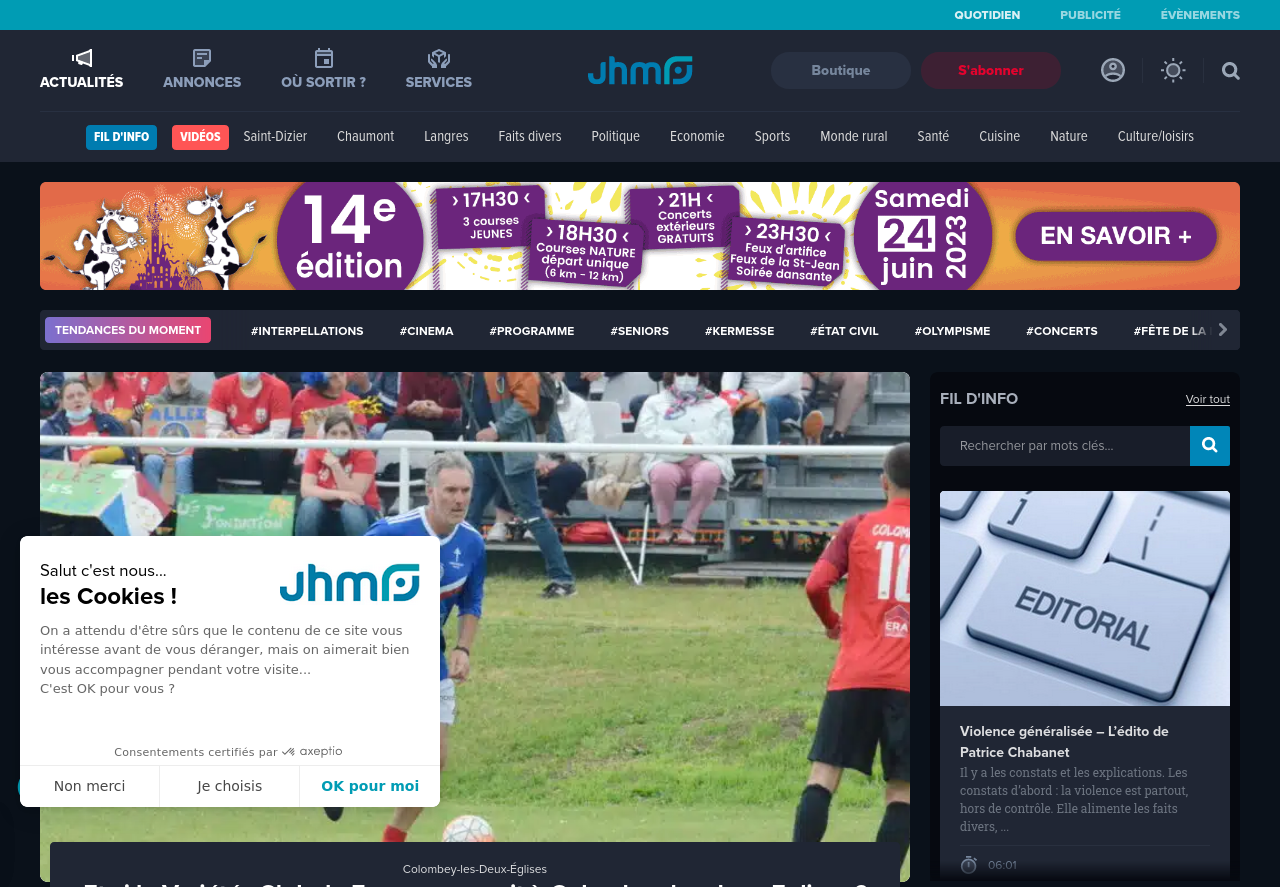 QUOTIDIEN PUBLICITÉ ÉVÈNEMENTS
ACTUALITÉS ANNONCES OÙ SORTIR ? SERVICES
Jhm
Boutique S'abonner
FIL D'INFO VIDÉOS Saint-Dizier Chaumont Langres Faits divers Politique Economie Sports Monde rural Santé Cuisine Nature Culture/loisirs
14e
édition
› 17H30 ‹
3 courses
JEUNES
› 18H30 ‹
Courses NATURE
départ unique
(6 km - 12 km)
› 21H ‹
Concerts
extérieurs
GRATUITS
› 23H30 ‹
Feux d'artifice
Feux de la St-Jean
Soirée dansante
Samedi
24
juin
2023
EN SAVOIR +
TENDANCES DU MOMENT #INTERPELLATIONS #CINEMA #PROGRAMME #SENIORS #KERMESSE #ÉTAT CIVIL #OLYMPISME #CONCERTS #FÊTE DE LA
ALLEZ
FONDATION
COLOM
10
ERA
FIL D'INFO Voir tout
Rechercher par mots clés...
EDITORIAL
Violence généralisée – L'édito de
Patrice Chabanet
Il y a les constats et les explications. Les
constats d'abord : la violence est partout,
hors de contrôle. Elle alimente les faits
divers, ...
06:01
Salut c'est nous...
les Cookies !
Jhm
On a attendu d'être sûrs que le contenu de ce site vous
intéresse avant de vous déranger, mais on aimerait bien
vous accompagner pendant votre visite...
C'est OK pour vous ?
Consentements certifiés par axeptio
Non merci Je choisis OK pour moi
Colombey-les-Deux-Églises